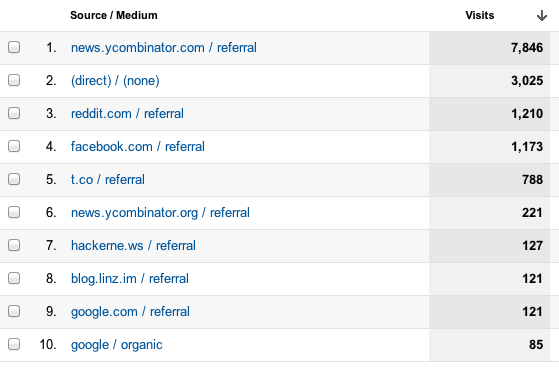 Source / Medium Visits
1. news.ycombinator.com / referral 7,846
2. (direct) / (none) 3,025
3. reddit.com / referral 1,210
4. facebook.com / referral 1,173
5. t.co / referral 788
6. news.ycombinator.org / referral 221
7. hackerne.ws / referral 127
8. blog.linz.im / referral 121
9. google.com / referral 121
10. google / organic 85